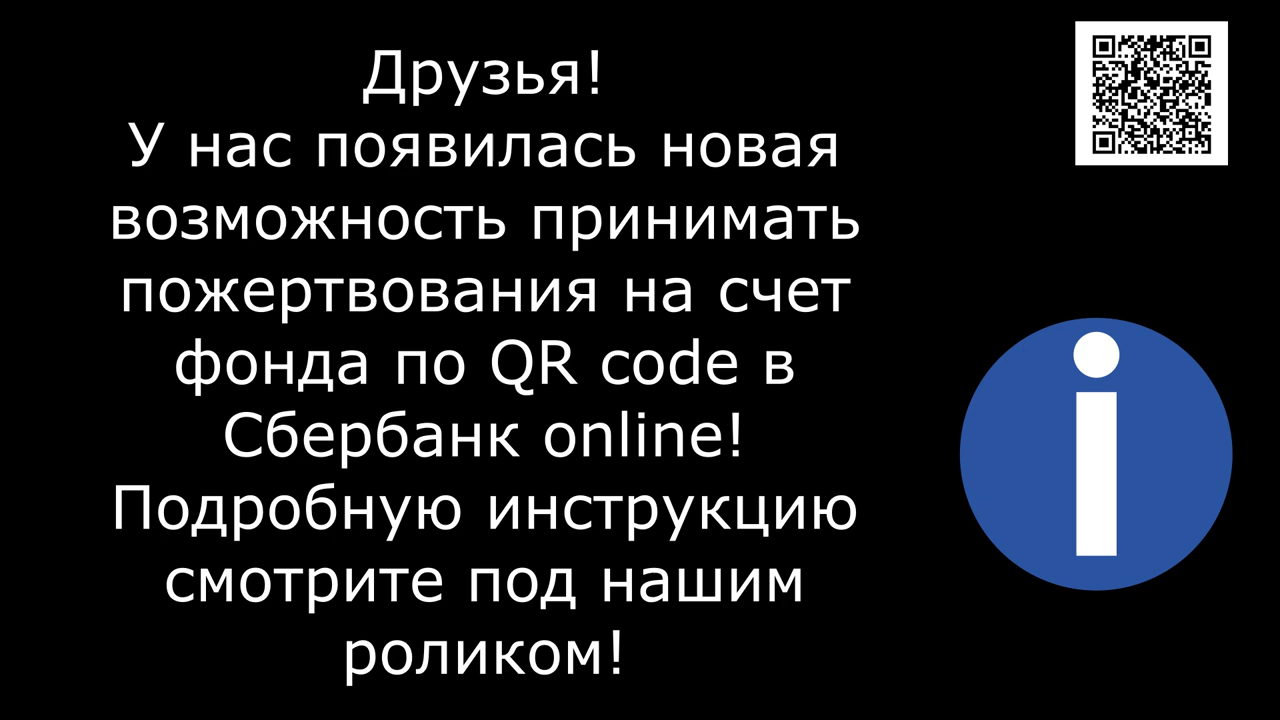 Друзья!
У нас появилась новая
возможность принимать
пожертвования на счет
фонда по QR code в
Сбербанк online!
Подробную инструкцию
смотрите под нашим
роликом!
i